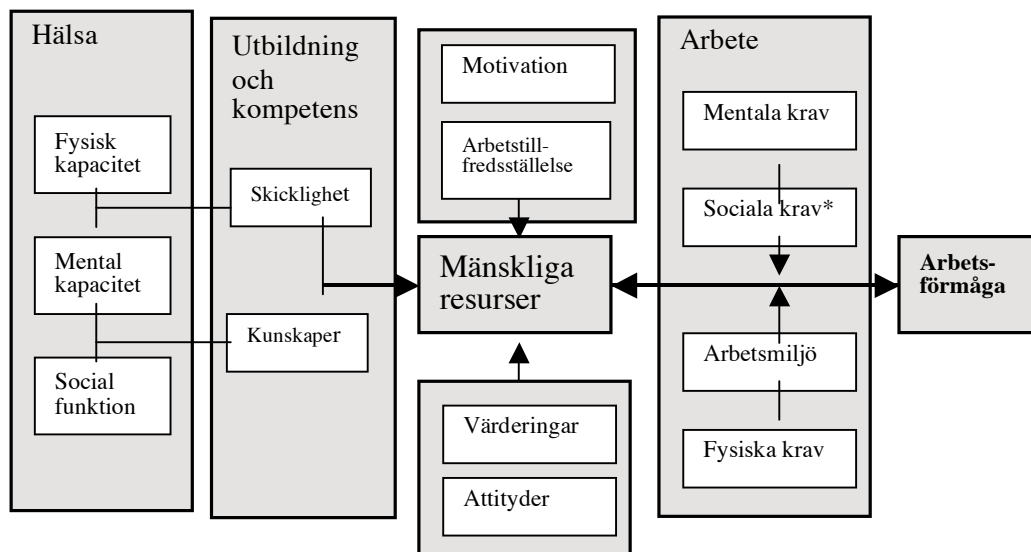 Hälsa
Fysisk
kapacitet
Mental
kapacitet
Social
funktion
Utbildning
och
kompetens
Skicklighet
Kunskaper
Motivation
Arbetstill-
fredsställelse
Mänskliga
resurser
Värderingar
Attityder
Arbete
Mentala krav
Sociala krav*
Arbetsmiljö
Fysiska krav
Arbets-
förmåga